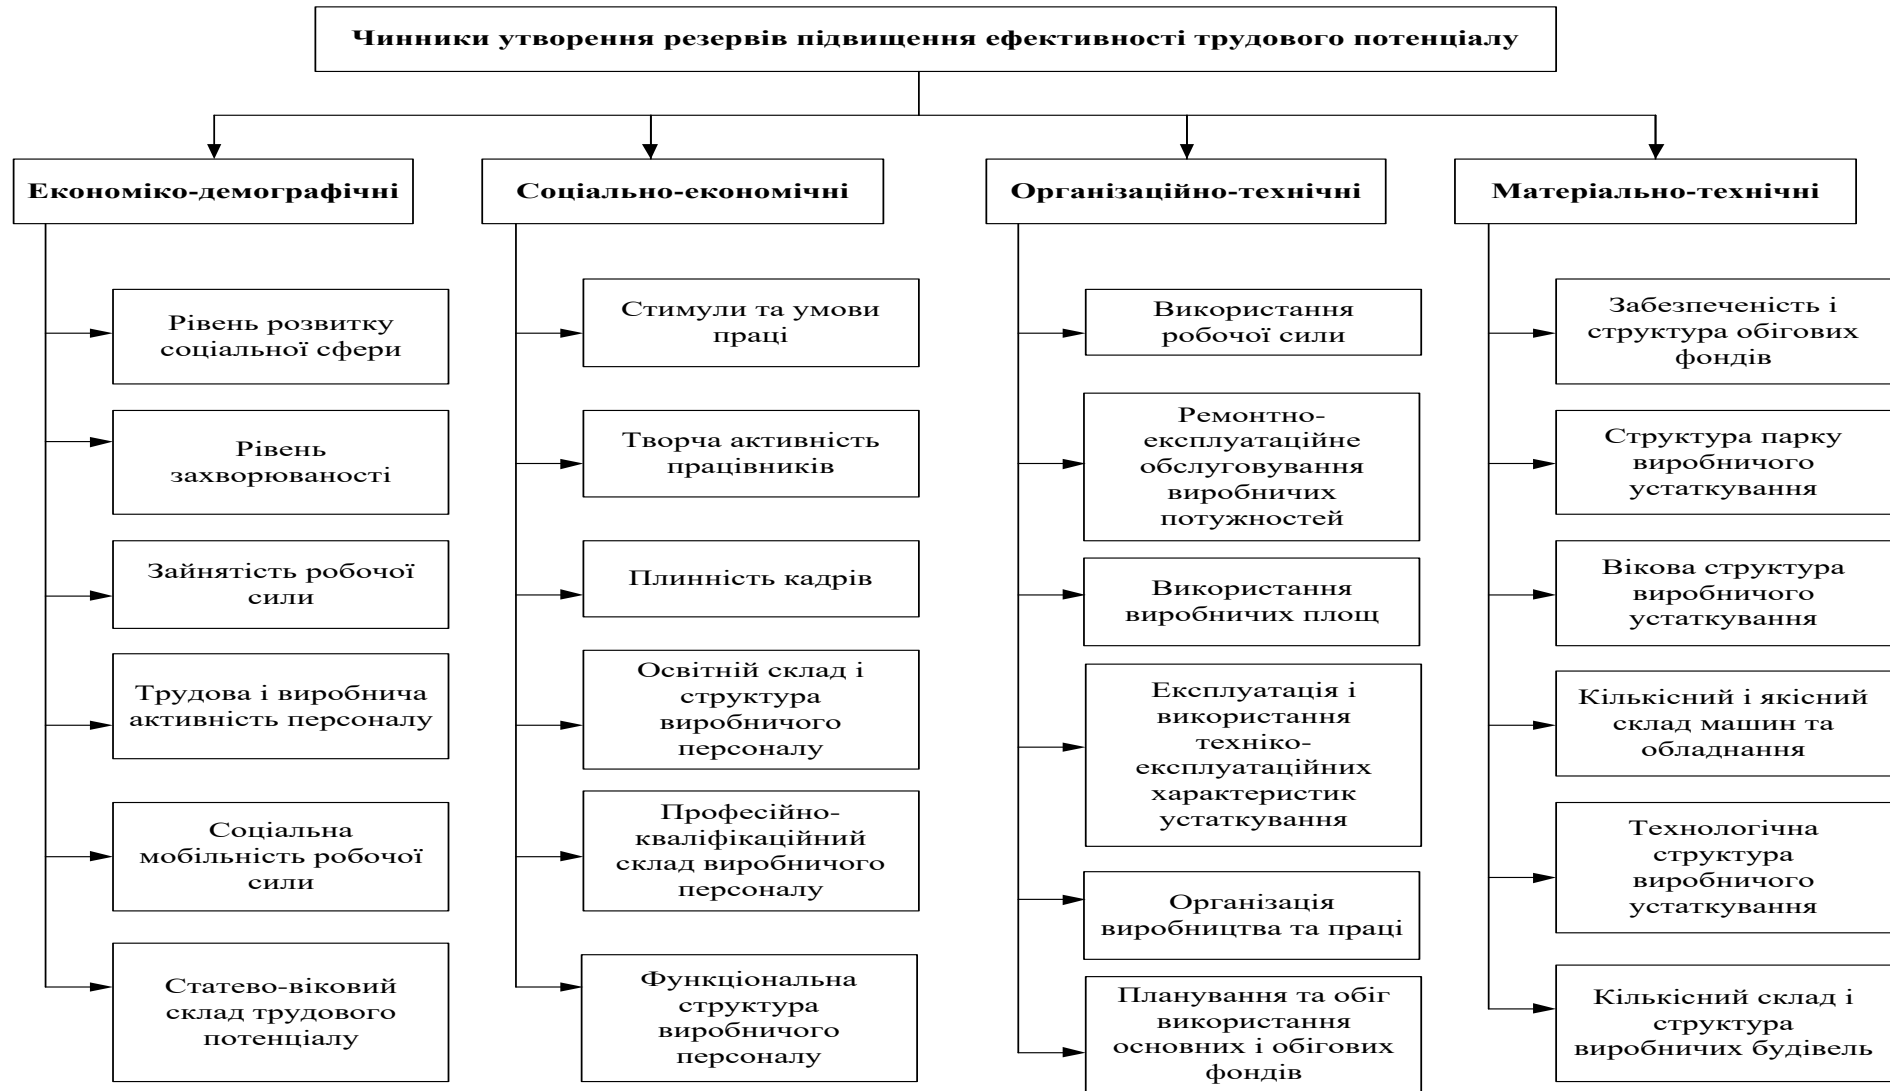 Чинники утворення резервів підвищення ефективності трудового потенціалу
Економіко-демографічні
Соціально-економічні
Організаційно-технічні
Матеріально-технічні
Рівень розвитку
соціальної сфери
Рівень
захворюваності
Зайнятість робочої
сили
Трудова і виробнича
активність персоналу
Соціальна
мобільність робочої
сили
Статево-віковий
склад трудового
потенціалу
Стимули та умови
праці
Творча активність
працівників
Плинність кадрів
Освітній склад і
структура
виробничого
персоналу
Професійно-
кваліфікаційний
склад виробничого
персоналу
Функціональна
структура
виробничого
персоналу
Використання
робочої сили
Ремонтно-
експлуатаційне
обслуговування
виробничих
потужностей
Використання
виробничих площ
Експлуатація і
використання
техніко-
експлуатаційних
характеристик
устаткування
Організація
виробництва та праці
Планування та обіг
використання
основних і обігових
фондів
Забезпеченість і
структура обігових
фондів
Структура парку
виробничого
устаткування
Вікова структура
виробничого
устаткування
Кількісний і якісний
склад машин та
обладнання
Технологічна
структура
виробничого
устаткування
Кількісний склад і
структура
виробничих будівель